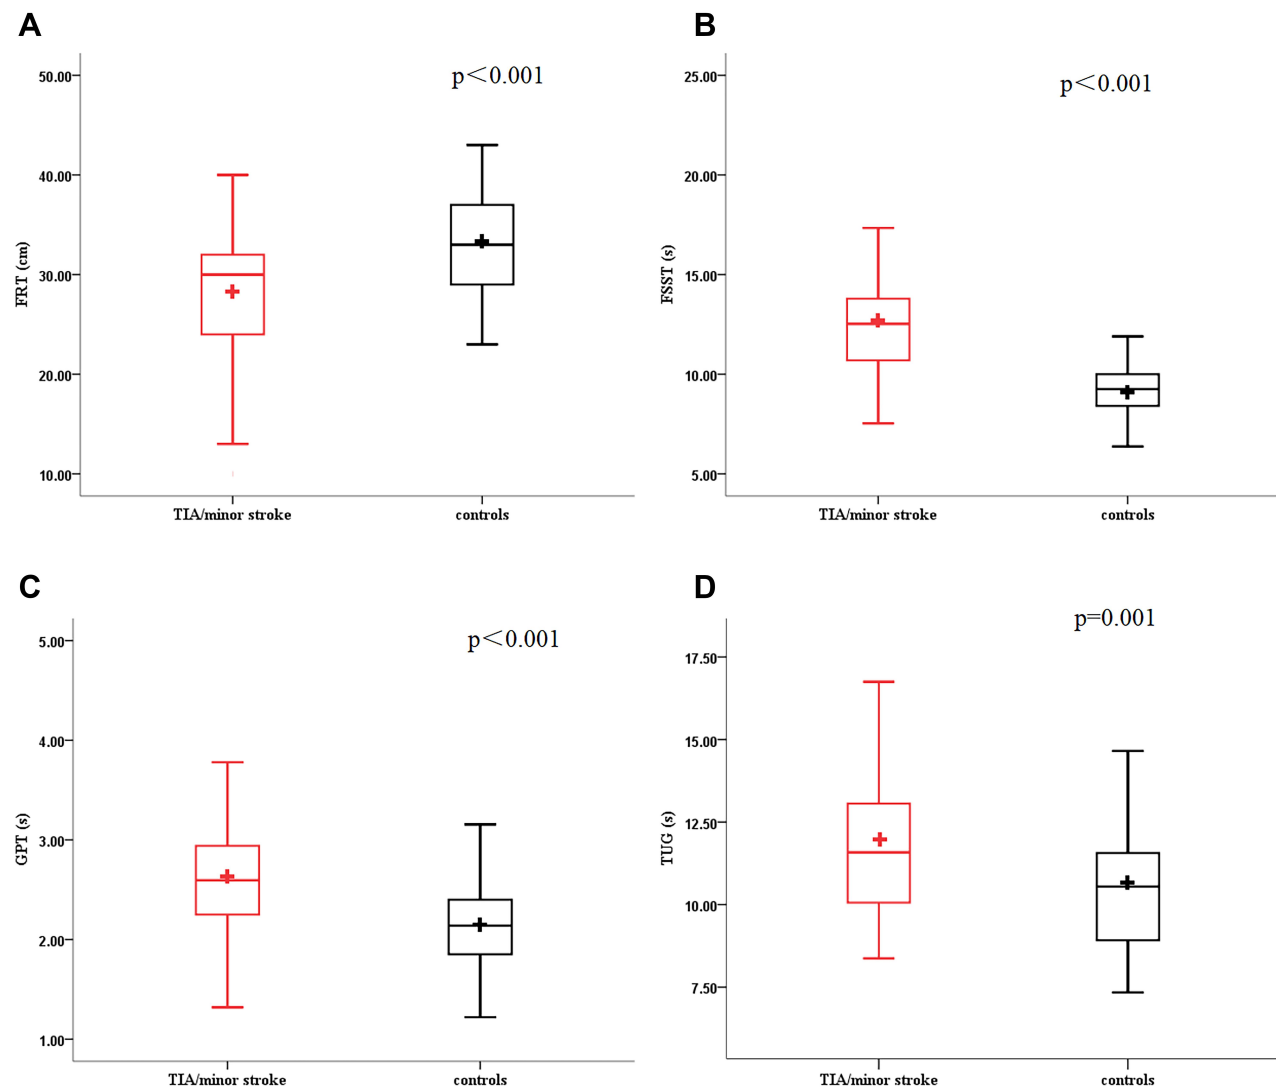 A
p<0.001
50.00
40.00
30.00
20.00
10.00
FRT (cm)
TIA/minor stroke
controls
B
p<0.001
25.00
20.00
15.00
10.00
5.00
FSST (s)
TIA/minor stroke
controls
C
p<0.001
5.00
4.00
3.00
2.00
1.00
GPT (s)
TIA/minor stroke
controls
D
p=0.001
17.50
15.00
12.50
10.00
7.50
TUG (s)
TIA/minor stroke
controls